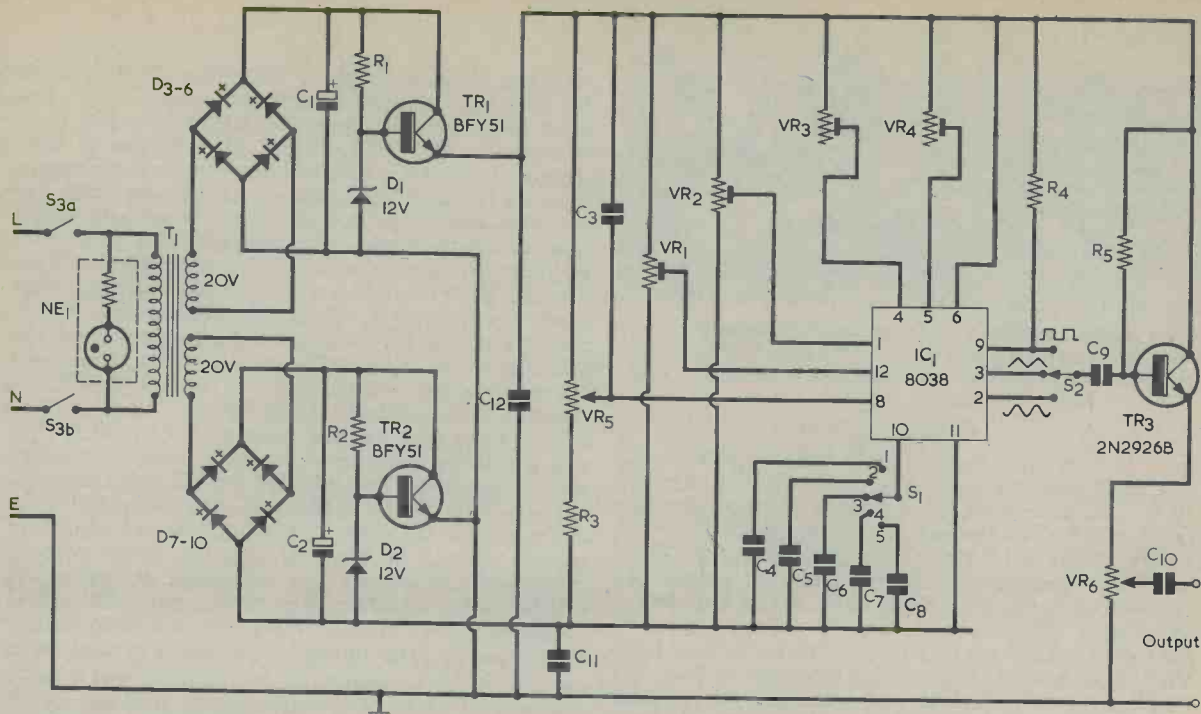 D3-6
C1
+
R1
TR1
BFY51
D1
12V
S3a
L
T1
20V
NE1
20V
N
S3b
E
D7-10
C2
+
R2
TR2
BFY51
D2
12V
C12
C11
C3
VR5
R3
VR1
VR2
VR3
VR4
R4
R5
4 5 6
1
12
8
IC1
8038
9
3
2
10 11
S2
C9
TR3
2N2926B
1
2
3
4
5
S1
C4
C5
C6
C7
C8
VR6
C10
Output